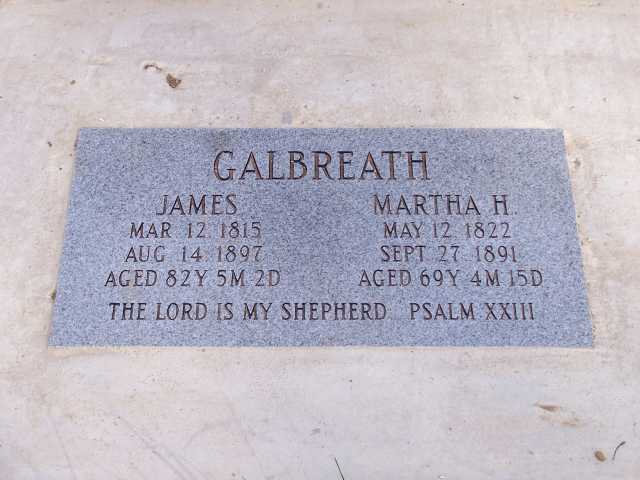 GALBREATH
JAMES MARTHA H.
MAR 12 1815 MAY 12 1822
AUG 14 1897 SEPT 27 1891
AGED 82Y 5M 2D AGED 69Y 4M 15D
THE LORD IS MY SHEPHERD PSALM XXIII